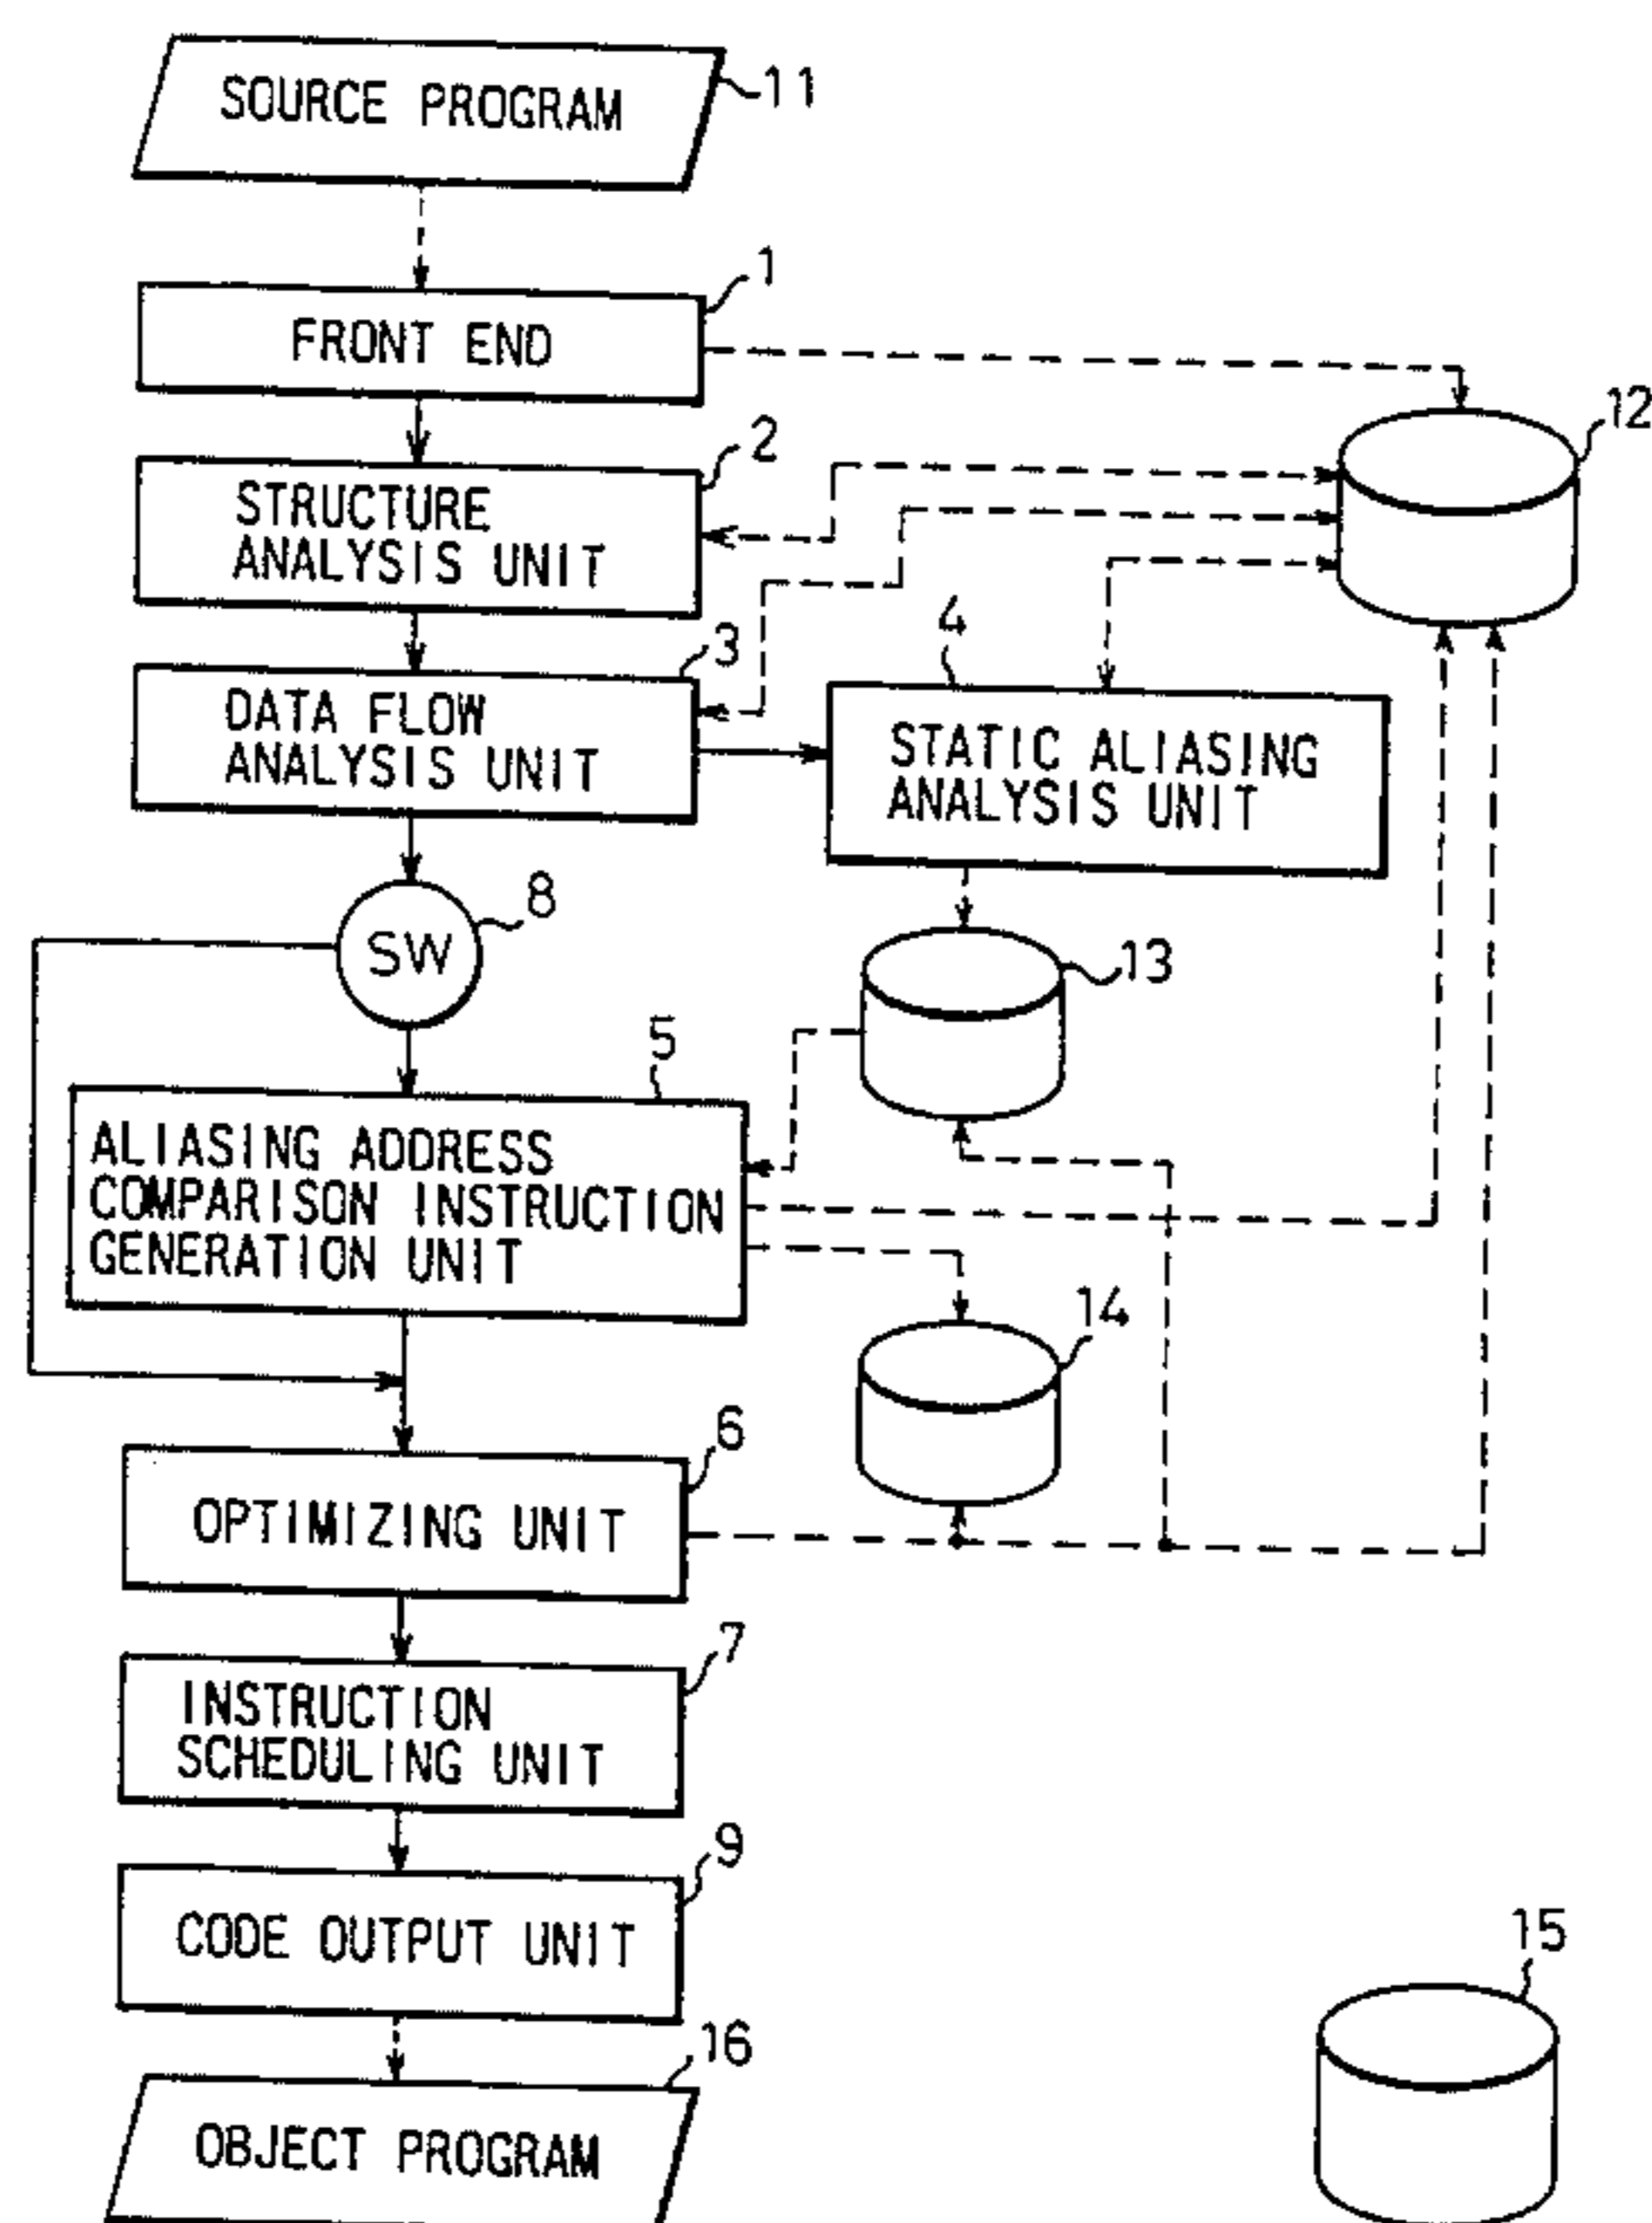 SOURCE PROGRAM
11
1
FRONT END
12
2
STRUCTURE
ANALYSIS UNIT
3
4
DATA FLOW
ANALYSIS UNIT
STATIC ALIASING
ANALYSIS UNIT
8
SW
13
5
ALIASING ADDRESS
COMPARISON INSTRUCTION
GENERATION UNIT
14
6
OPTIMIZING UNIT
7
INSTRUCTION
SCHEDULING UNIT
9
CODE OUTPUT UNIT
15
16
OBJECT PROGRAM